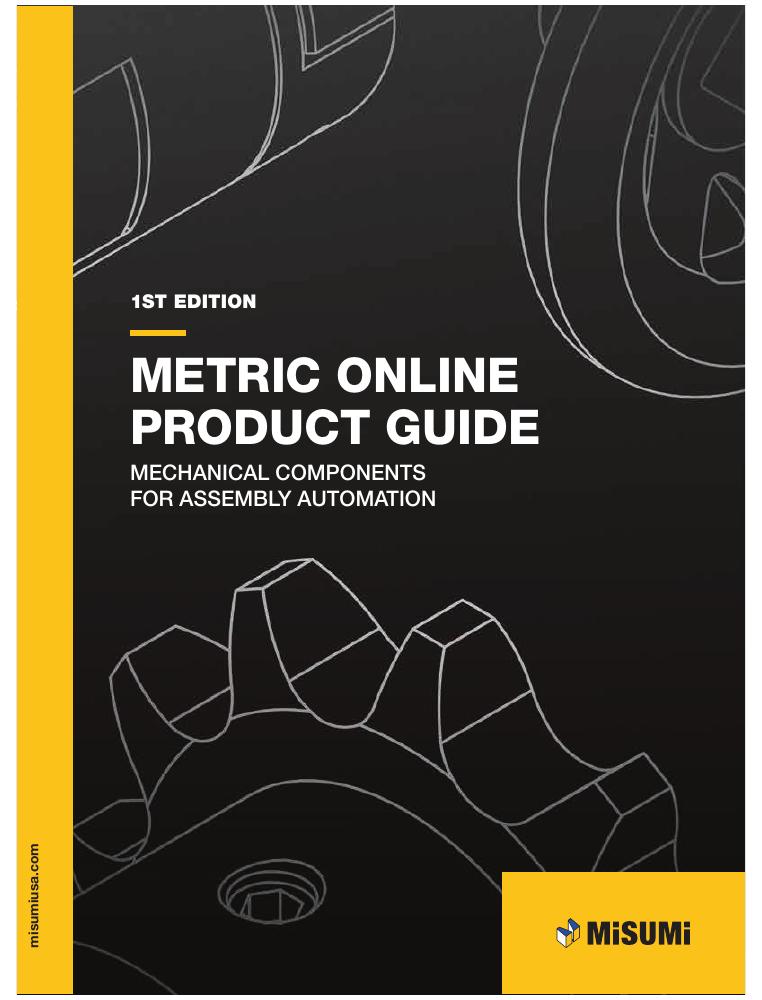 1ST EDITION
METRIC ONLINE
PRODUCT GUIDE
MECHANICAL COMPONENTS
FOR ASSEMBLY AUTOMATION
misumiusa.com
MiSUMi